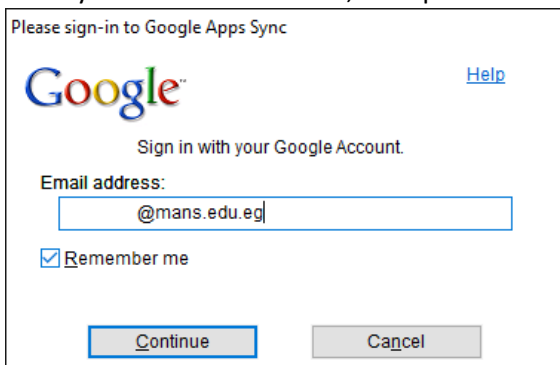 Please sign-in to Google Apps Sync
Google™
Help
Sign in with your Google Account.
Email address:
@mans.edu.eg
Remember me
Continue
Cancel